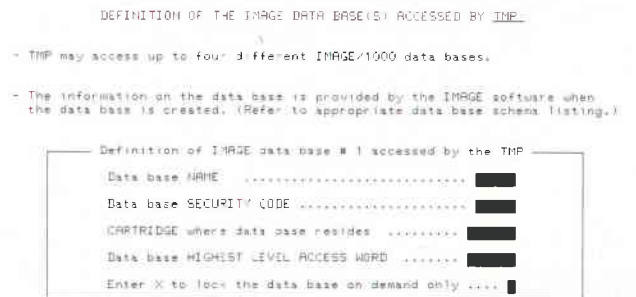 DEFINITION OF THE IMAGE DATA BASE(S) ACCESSED BY TMP:
- TMP may access up to four different IMAGE/1000 data bases.
- The information on the data base is provided by the IMAGE software when
the data base is created. (Refer to appropriate data base schema listing.)
Definition of IMAGE data base # 1 accessed by the TMP
Data base NAME ..........................
Data base SECURITY CODE ....................
CARTRIDGE where data base resides .........
Data base HIGHEST LEVEL ACCESS WORD .......
Enter X to lock the data base on demand only ....